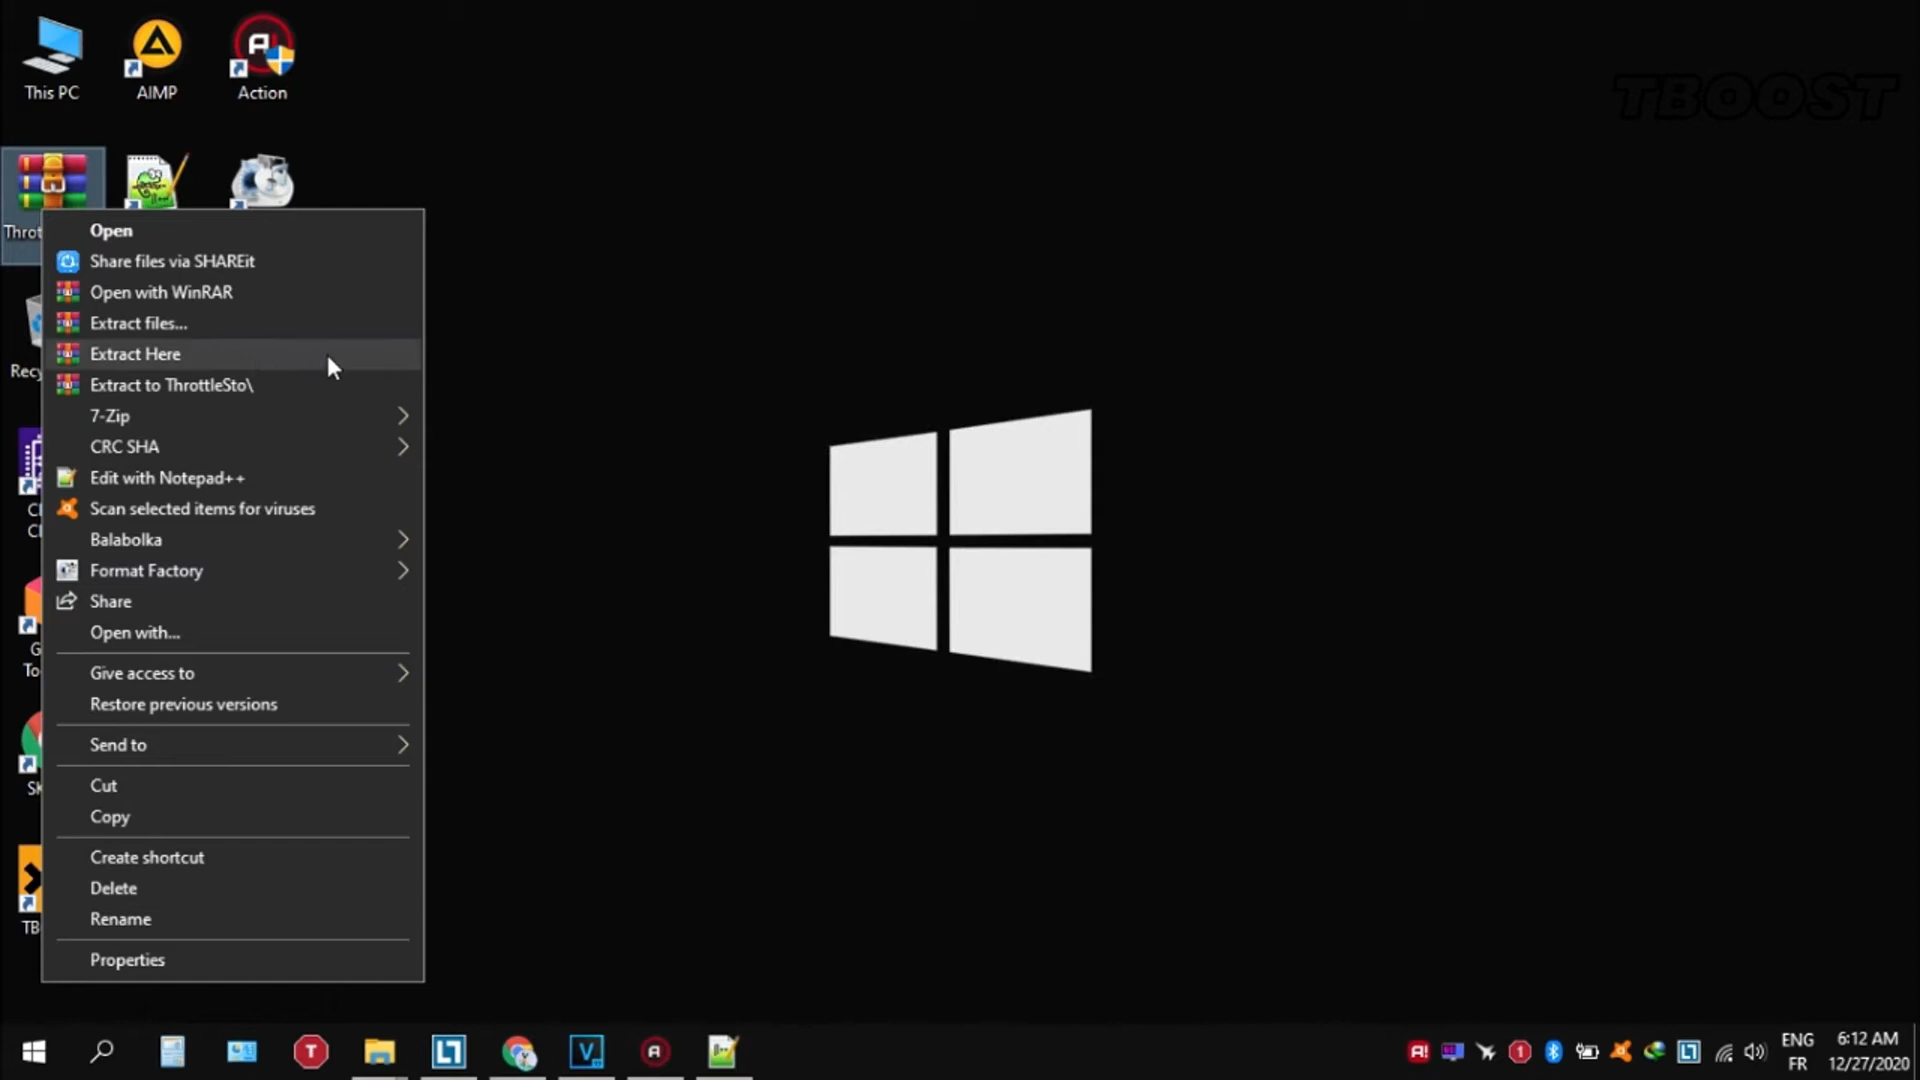 This PC
AIMP
Action
TBOOST
Throt
Open
Share files via SHAREit
Open with WinRAR
Extract files...
Extract Here
Extract to ThrottleSto\
7-Zip
CRC SHA
Edit with Notepad++
Scan selected items for viruses
Balabolka
Format Factory
Share
Open with...
Give access to
Restore previous versions
Send to
Cut
Copy
Create shortcut
Delete
Rename
Properties
Recy
To
TB
ENG
FR
6:12 AM
12/27/2020